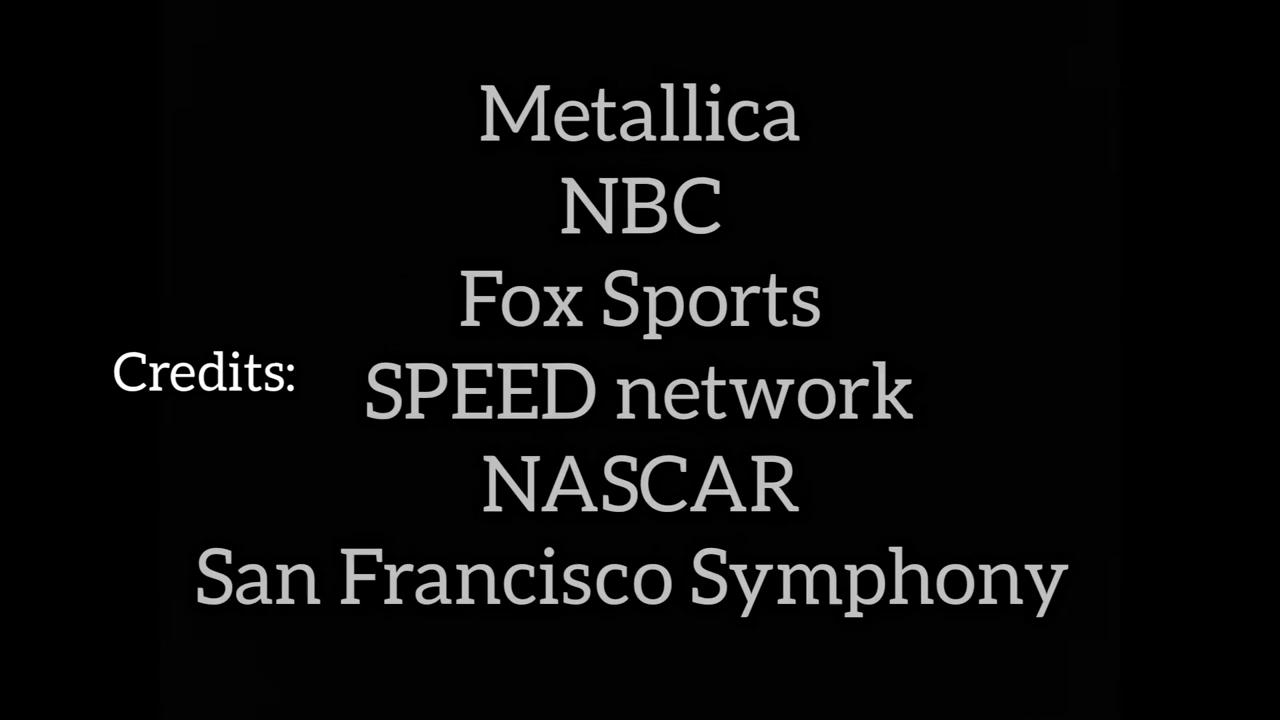 Metallica
NBC
Fox Sports
Credits:
SPEED network
NASCAR
San Francisco Symphony